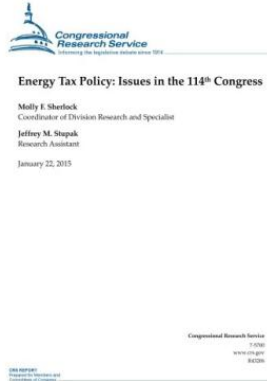 Congressional
Research Service
Informing the legislative debate since 1914
Energy Tax Policy: Issues in the 114th Congress
Molly F. Sherlock
Coordinator of Division Research and Specialist
Jeffrey M. Stupak
Research Assistant
January 22, 2015
Congressional Research Service
7-5700
www.crs.gov
CRS REPORT
Prepared for Members and
Committees of Congress